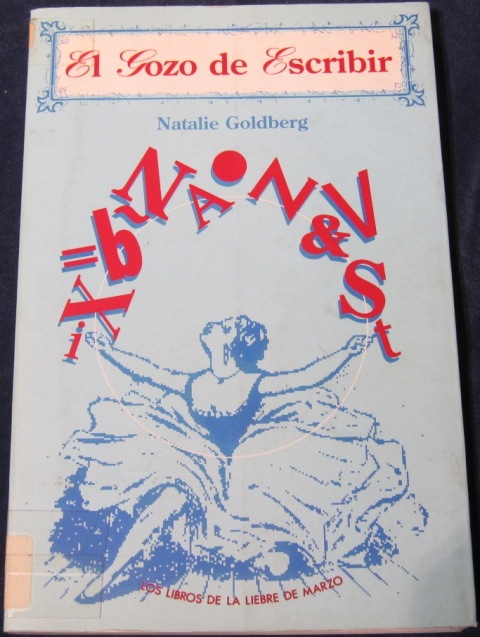 El Gozo de Escribir
Natalie Goldberg
i X = b N N A • N & V S t
LOS LIBROS DE LA LIEBRE DE MARZO